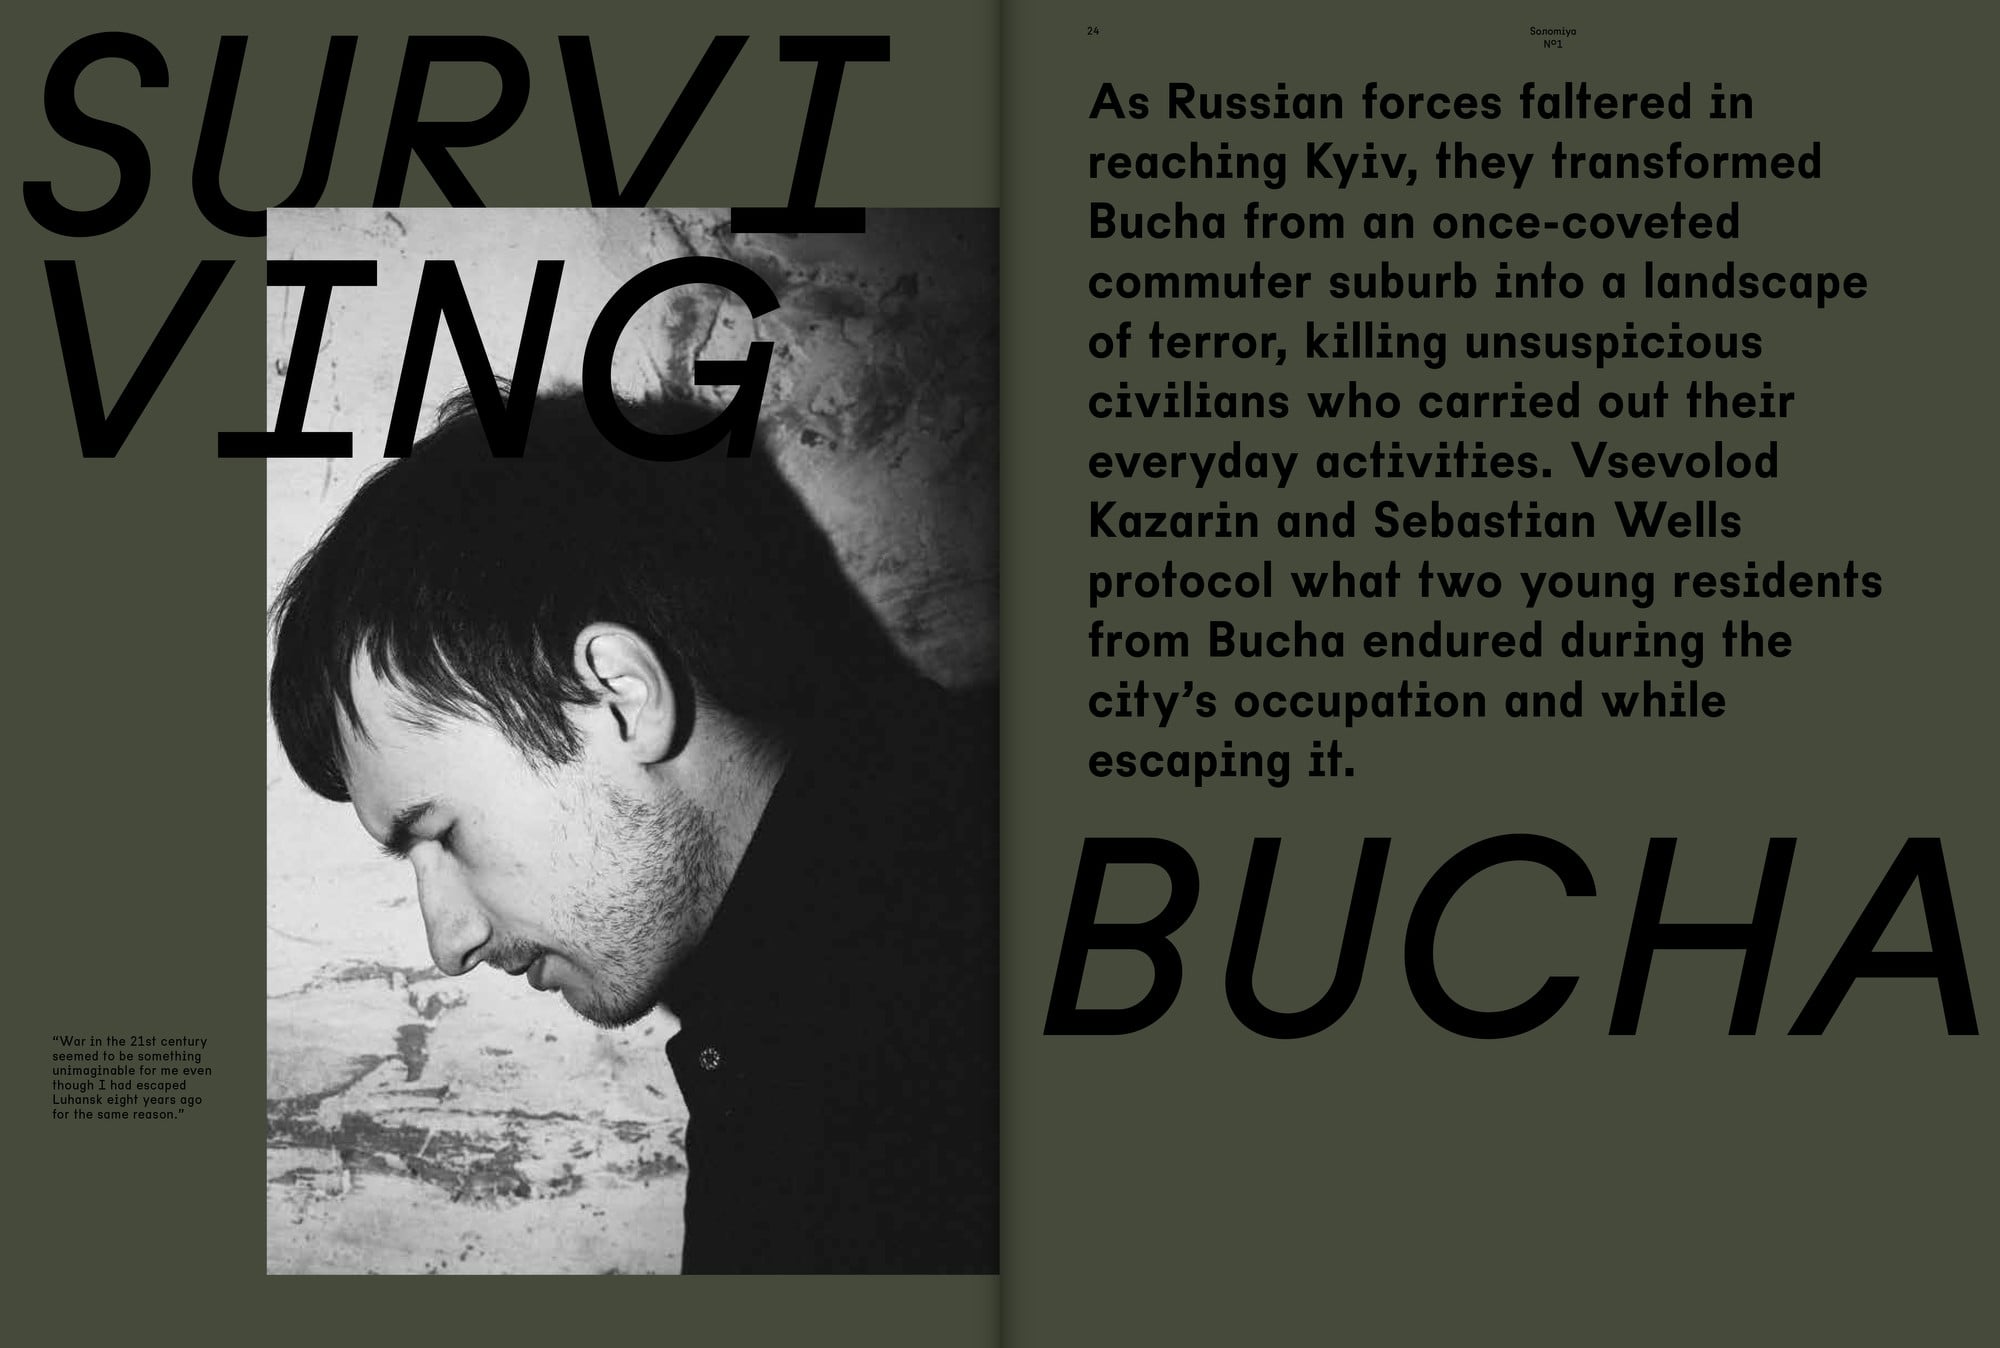 SURVI
VING
24
Solomiya
Nº1
As Russian forces faltered in
reaching Kyiv, they transformed
Bucha from an once-coveted
commuter suburb into a landscape
of terror, killing unsuspicious
civilians who carried out their
everyday activities. Vsevolod
Kazarin and Sebastian Wells
protocol what two young residents
from Bucha endured during the
city’s occupation and while
escaping it.
BUCHA
“War in the 21st century
seemed to be something
unimaginable for me even
though I had escaped
Luhansk eight years ago
for the same reason.”